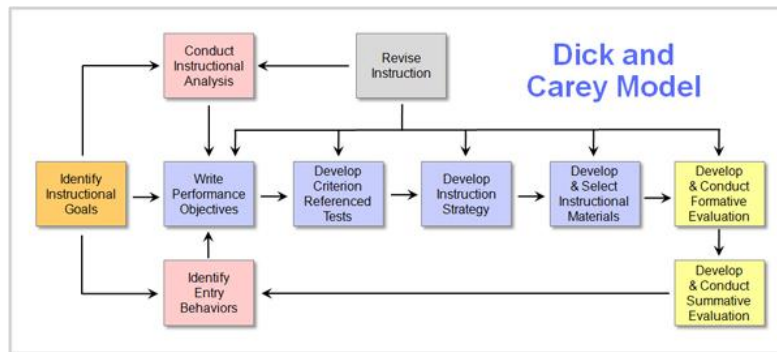 Conduct
Instructional
Analysis
Revise
Instruction
Dick and
Carey Model
Identify
Instructional
Goals
Write
Performance
Objectives
Develop
Criterion
Referenced
Tests
Develop
Instruction
Strategy
Develop
& Select
Instructional
Materials
Develop
& Conduct
Formative
Evaluation
Identify
Entry
Behaviors
Develop
& Conduct
Summative
Evaluation